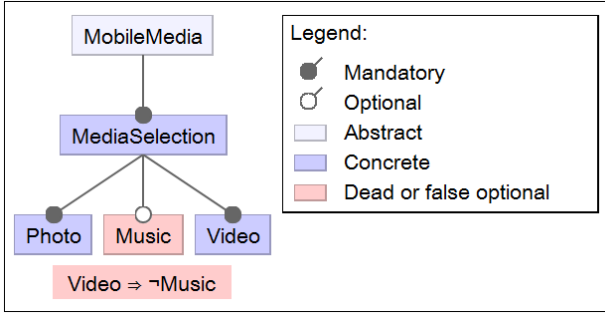 MobileMedia
MediaSelection
Photo
Music
Video
Video ⇒ ¬Music
Legend:
Mandatory
Optional
Abstract
Concrete
Dead or false optional